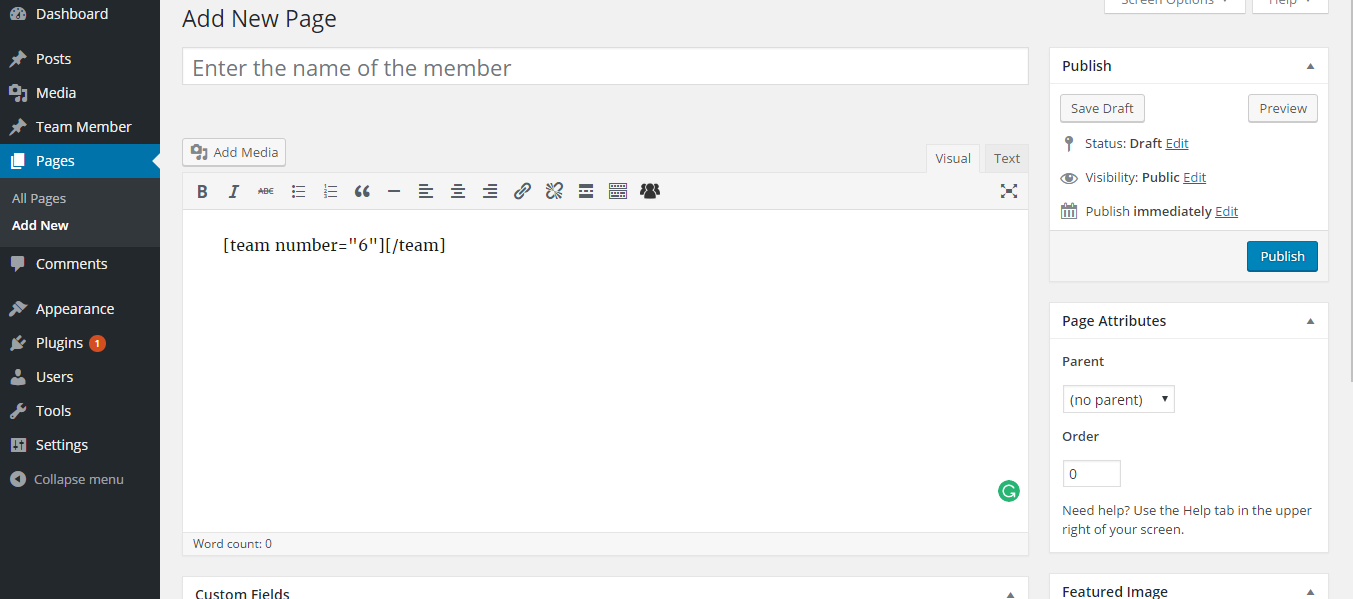 Dashboard
Posts
Media
Team Member
Pages
All Pages
Add New
Comments
Appearance
Plugins 1
Users
Tools
Settings
Collapse menu
Screen Options
Help
Add New Page
Enter the name of the member
Add Media
Visual
Text
B I ABC
[team number="6"][/team]
Word count: 0
Custom Fields
Publish
Save Draft
Preview
Status: Draft Edit
Visibility: Public Edit
Publish immediately Edit
Publish
Page Attributes
Parent
(no parent)
Order
0
Need help? Use the Help tab in the upper
right of your screen.
Featured Image